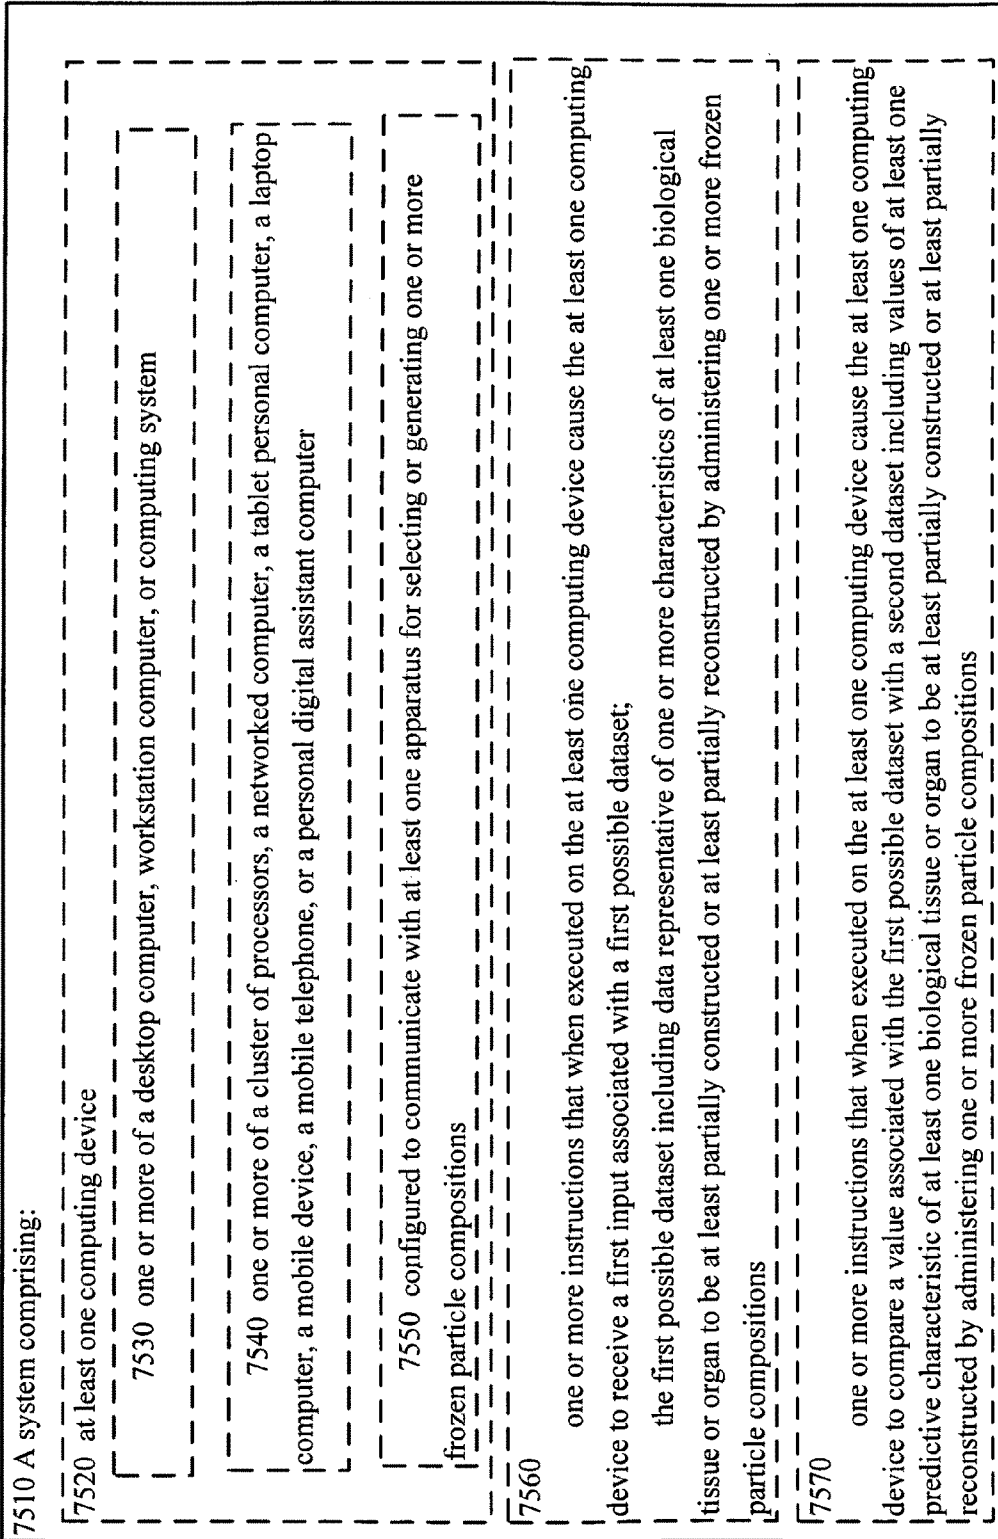 7510 A system comprising:
7520 at least one computing device
7530 one or more of a desktop computer, workstation computer, or computing system
7540 one or more of a cluster of processors, a networked computer, a tablet personal computer, a laptop
computer, a mobile device, a mobile telephone, or a personal digital assistant computer
7550 configured to communicate with at least one apparatus for selecting or generating one or more
frozen particle compositions
7560
one or more instructions that when executed on the at least one computing device cause the at least one computing
device to receive a first input associated with a first possible dataset;
the first possible dataset including data representative of one or more characteristics of at least one biological
tissue or organ to be at least partially constructed or at least partially reconstructed by administering one or more frozen
particle compositions
7570
one or more instructions that when executed on the at least one computing device cause the at least one computing
device to compare a value associated with the first possible dataset with a second dataset including values of at least one
predictive characteristic of at least one biological tissue or organ to be at least partially constructed or at least partially
reconstructed by administering one or more frozen particle compositions